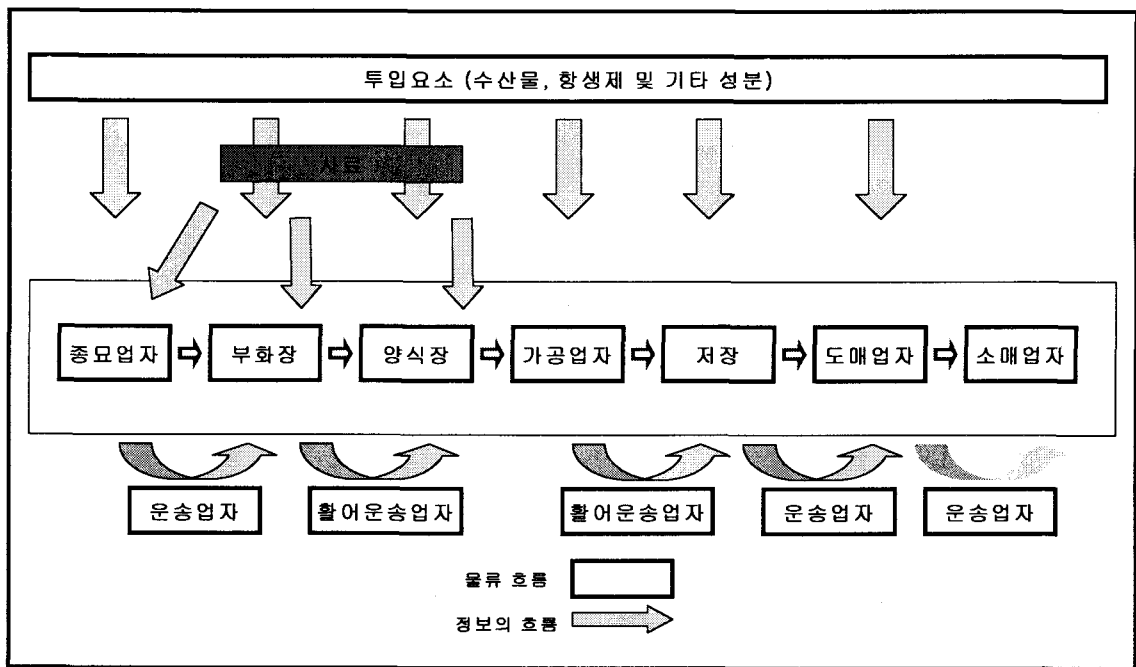 투입요소 (수산물, 항생제 및 기타 성분)
사료
종묘업자
부화장
양식장
가공업자
저장
도매업자
소매업자
운송업자
활어운송업자
활어운송업자
운송업자
운송업자
물류 흐름
정보의 흐름